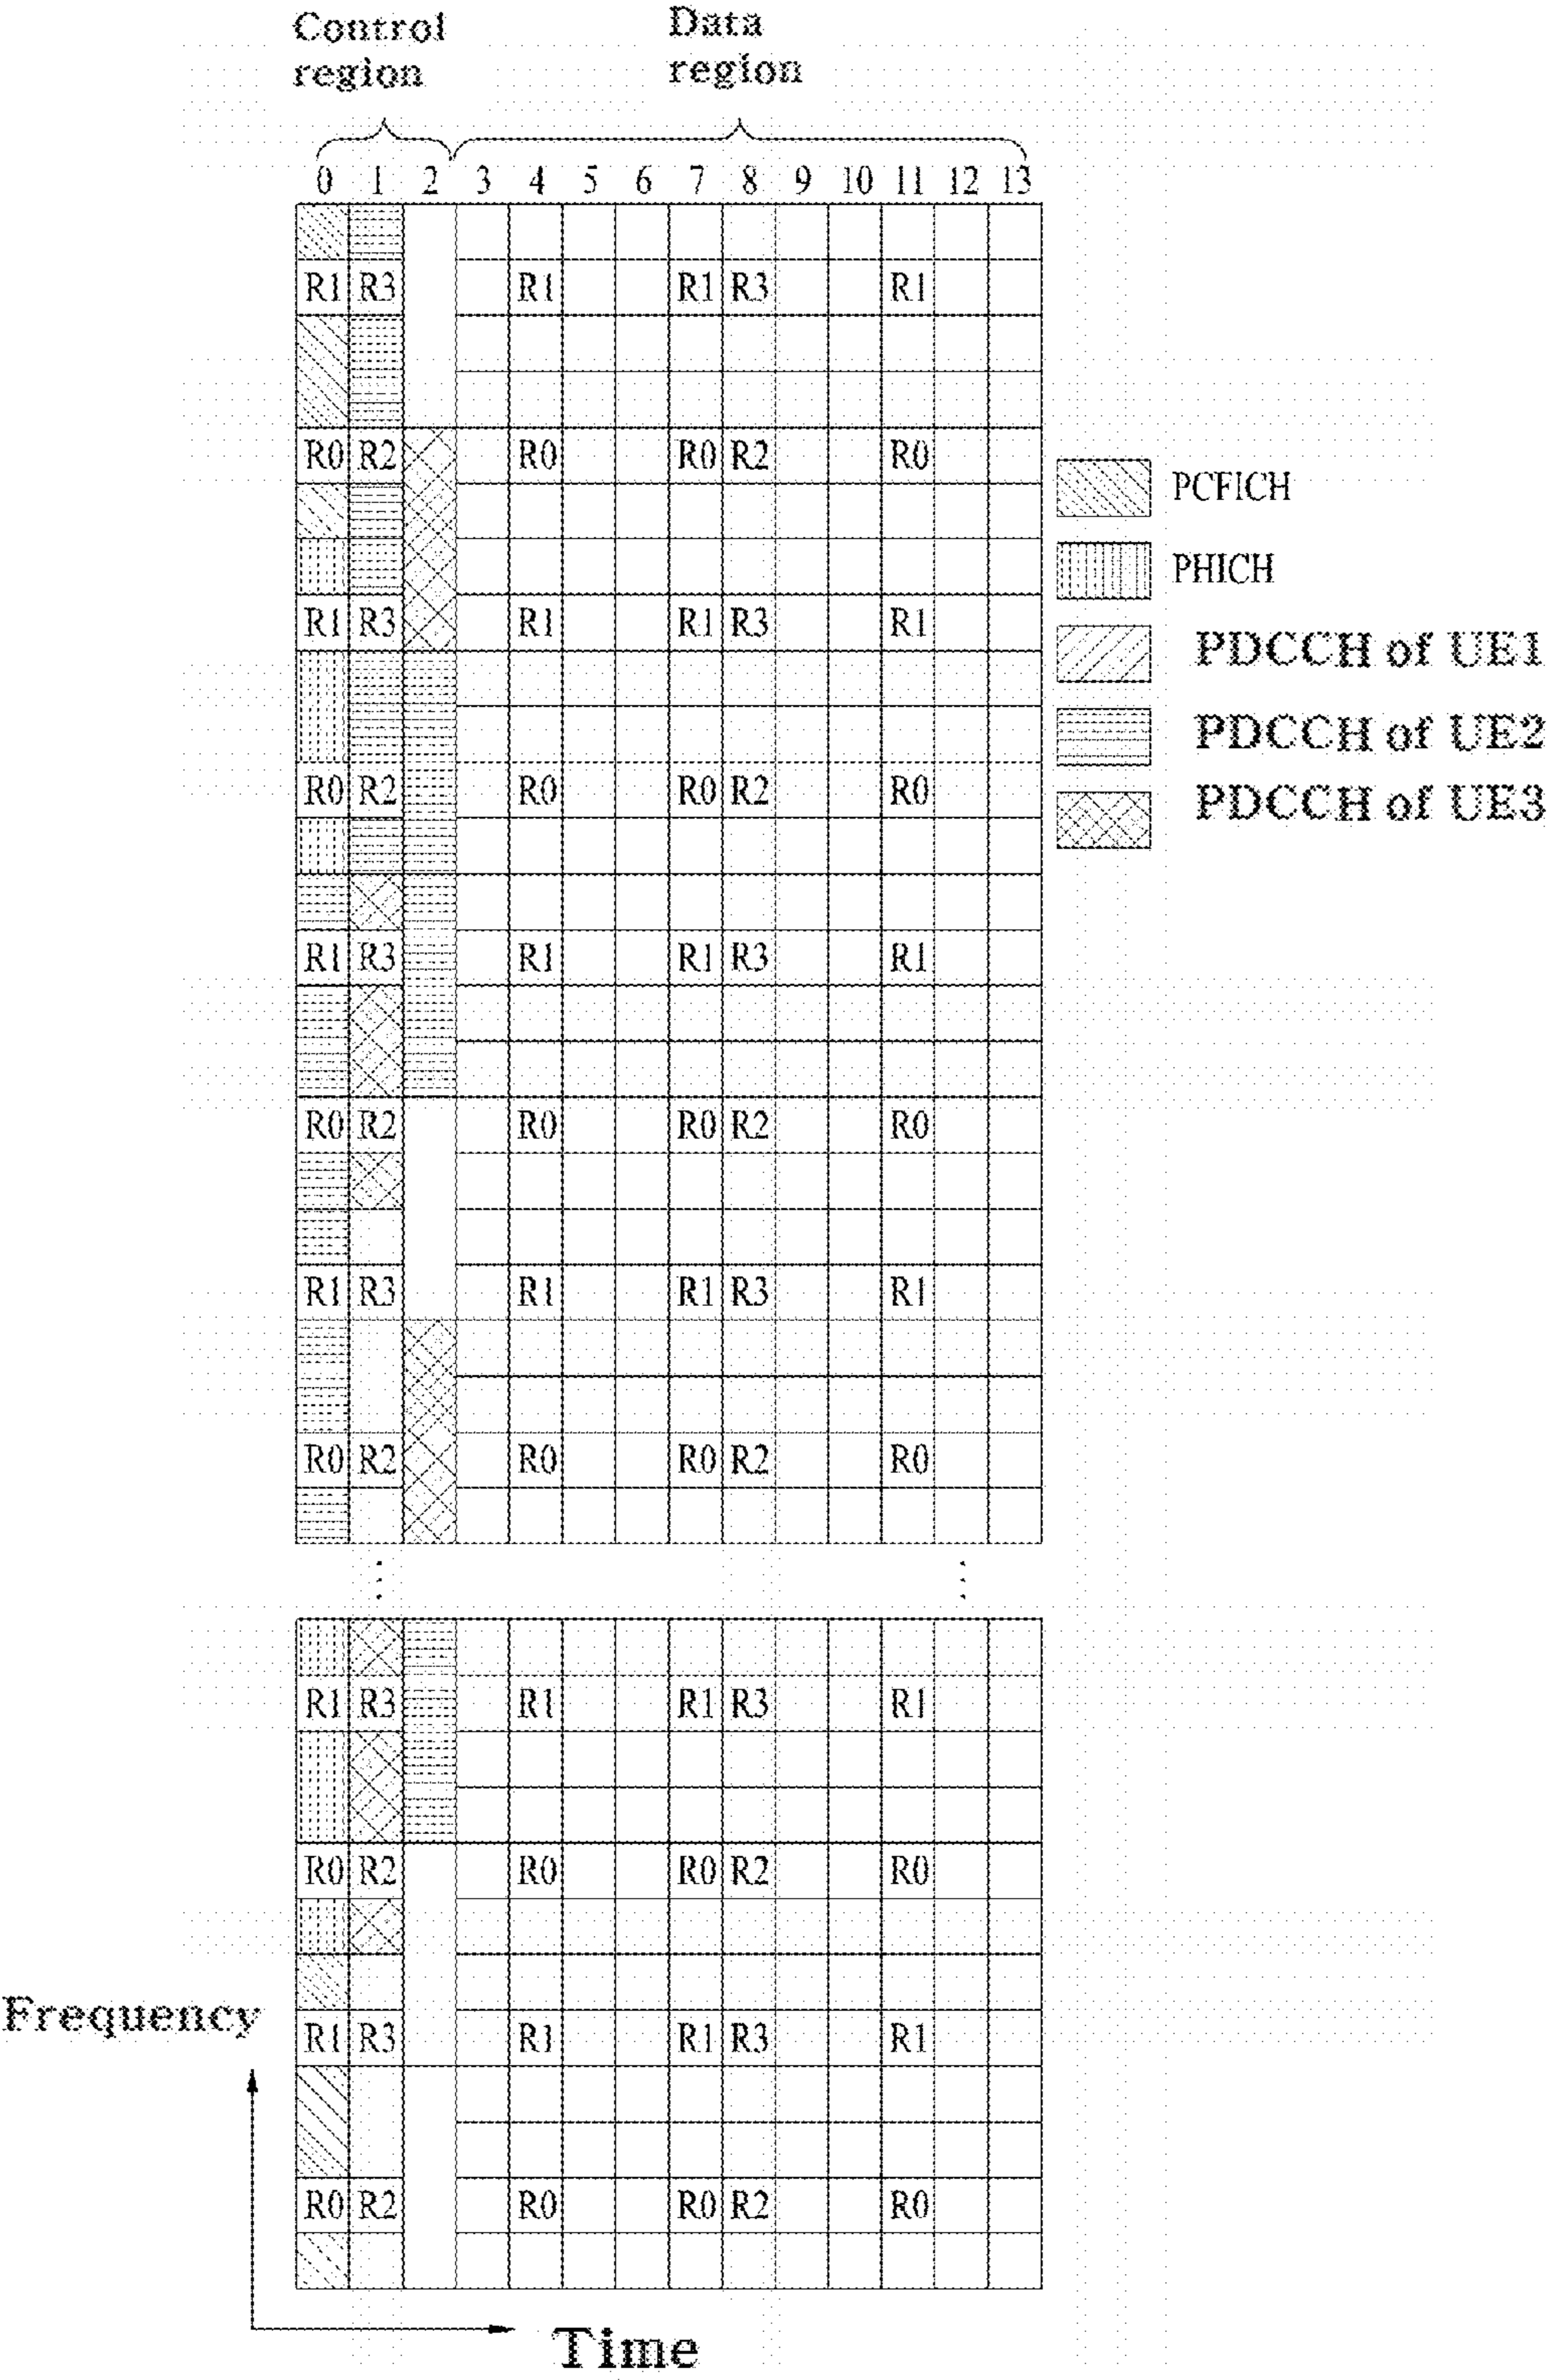 Control region
Data region
0 1 2 3 4 5 6 7 8 9 10 11 12 13
R1 R3 R1 R1 R3 R1
R0 R2 R0 R0 R2 R0
PCFICH
PHICH
R1 R3 R1 R1 R3 R1
PDCCH of UE1
PDCCH of UE2
R0 R2 R0 R0 R2 R0
PDCCH of UE3
R1 R3 R1 R1 R3 R1
R0 R2 R0 R0 R2 R0
R1 R3 R1 R1 R3 R1
R0 R2 R0 R0 R2 R0
R1 R3 R1 R1 R3 R1
R0 R2 R0 R0 R2 R0
Frequency
R1 R3 R1 R1 R3 R1
R0 R2 R0 R0 R2 R0
Time